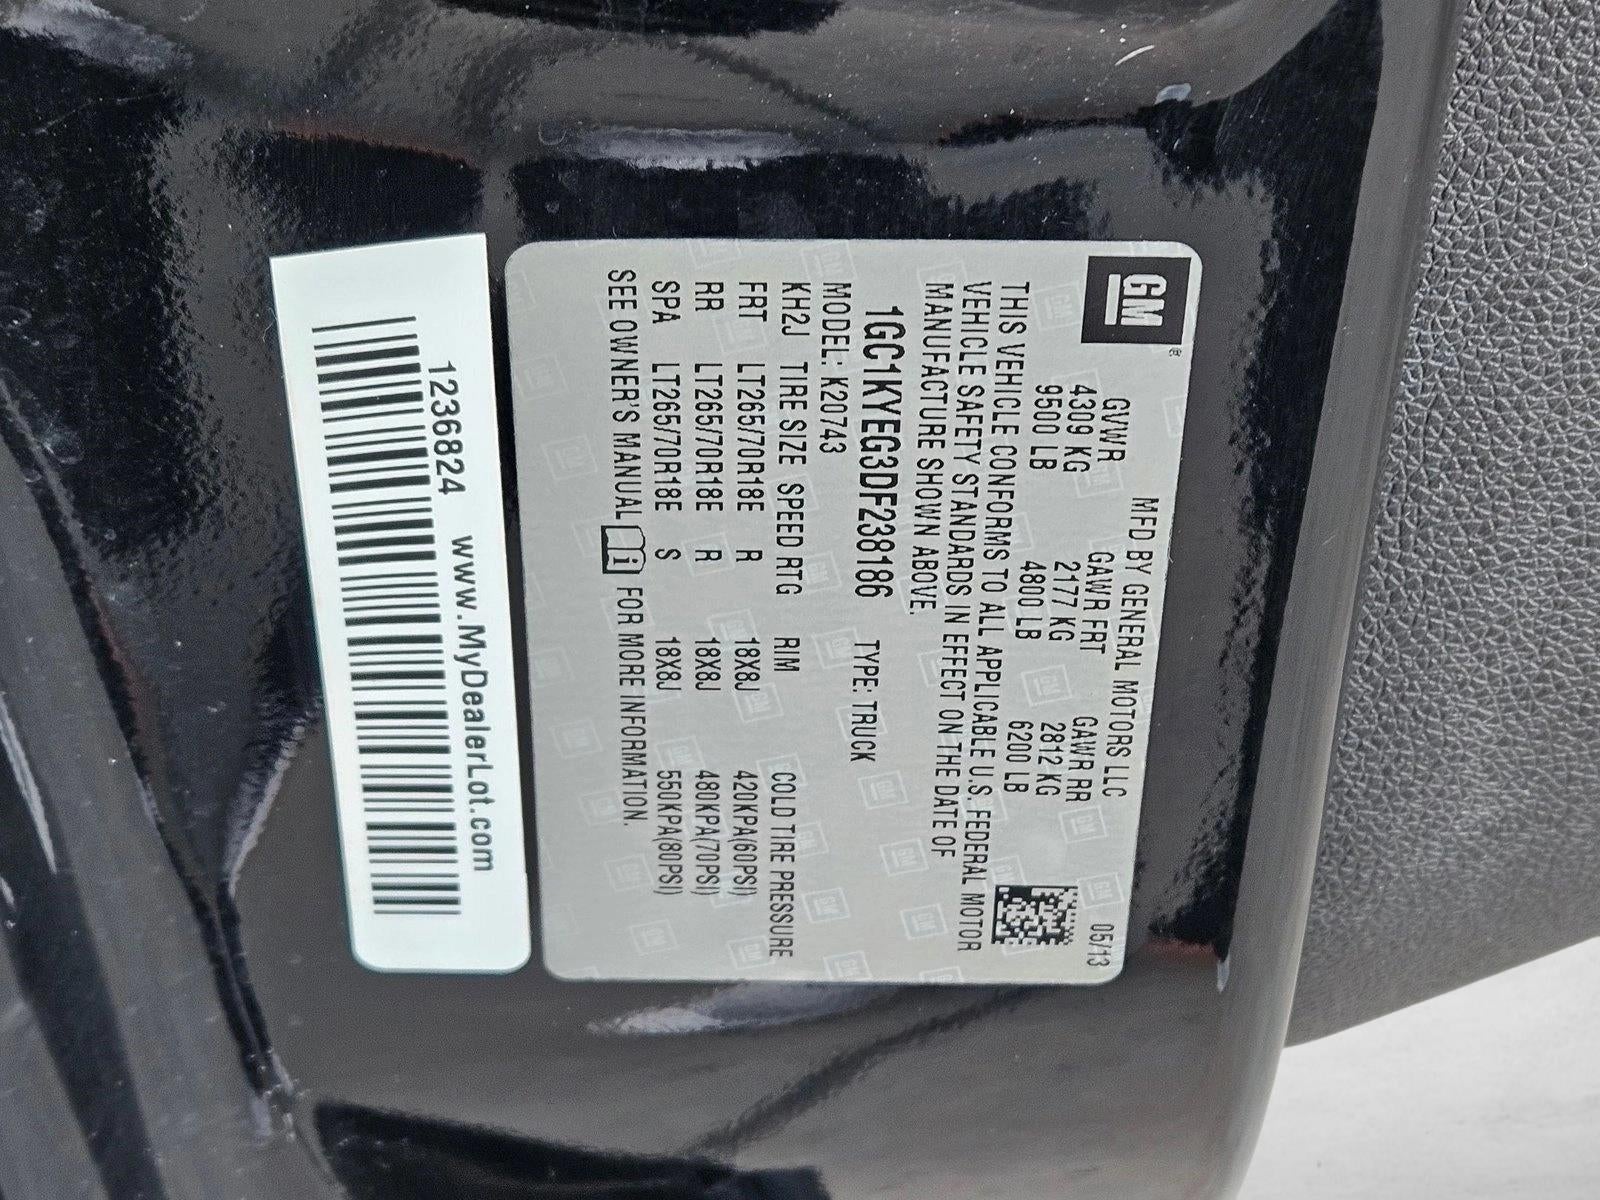 GM®
MFD BY GENERAL MOTORS LLC 05/13
GVWR GAWR FRT GAWR RR
4309 KG 2177 KG 2812 KG
9500 LB 4800 LB 6200 LB
THIS VEHICLE CONFORMS TO ALL APPLICABLE U.S. FEDERAL MOTOR
VEHICLE SAFETY STANDARDS IN EFFECT ON THE DATE OF
MANUFACTURE SHOWN ABOVE.
1GC1KYEG3DF238186 TYPE: TRUCK
MODEL: K20743
KH2J TIRE SIZE SPEED RTG RIM COLD TIRE PRESSURE
FRT LT265/70R18E R 18X8J 420KPA(60PSI)
RR LT265/70R18E R 18X8J 480KPA(70PSI)
SPA LT265/70R18E S 18X8J 550KPA(80PSI)
SEE OWNER'S MANUAL i FOR MORE INFORMATION.
1236824 www.MyDealerLot.com